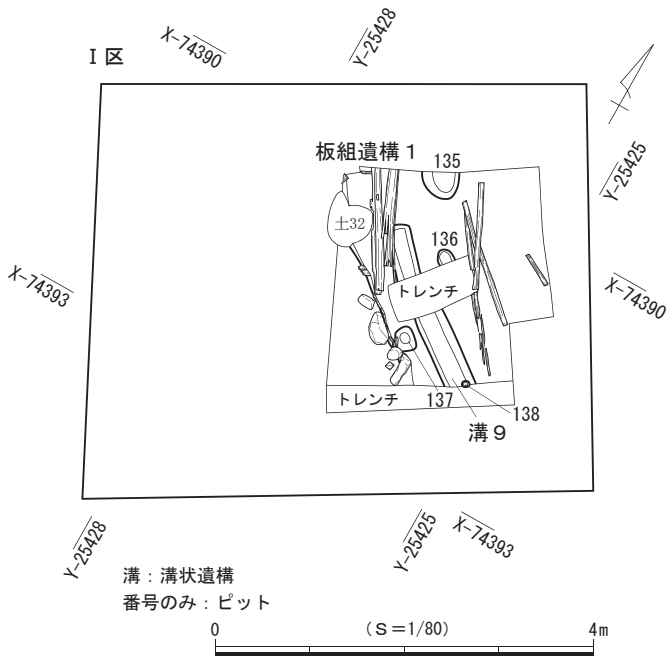 Ⅰ区
X-74390
Y-25428
Y-25425
板組遺構1
135
土32
136
X-74393
トレンチ
X-74390
トレンチ
137
138
溝9
Y-25428
Y-25425
X-74393
溝：溝状遺構
番号のみ：ピット
0 （S=1/80） 4m